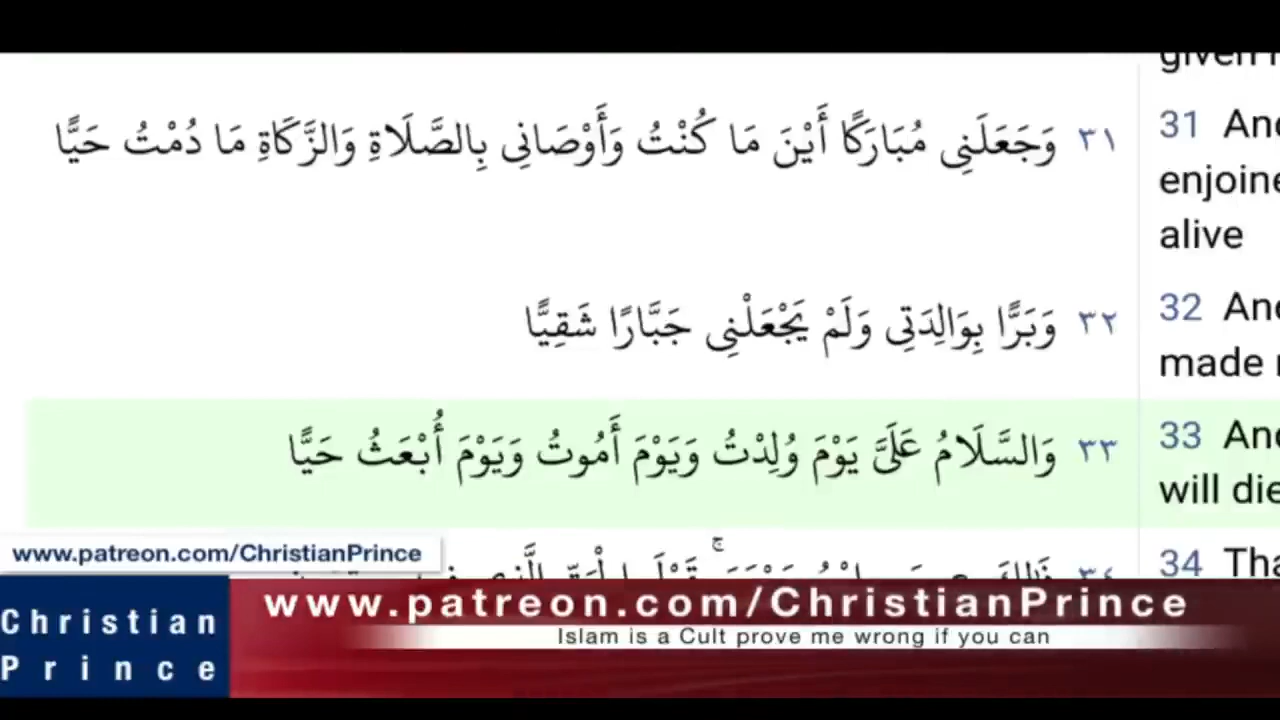 given
٣١ وَجَعَلَنِى مُبَارَكًا أَيْنَ مَا كُنْتُ وَأَوْصَانِى بِالصَّلَاةِ وَالزَّكَاةِ مَا دُمْتُ حَيًّا
31 And
enjoine
alive
٣٢ وَبَرًّا بِوَالِدَتِى وَلَمْ يَجْعَلْنِى جَبَّارًا شَقِيًّا
32 And
made
٣٣ وَالسَّلَامُ عَلَىَّ يَوْمَ وُلِدْتُ وَيَوْمَ أَمُوتُ وَيَوْمَ أُبْعَثُ حَيًّا
33 And
will die
٣٤
34 Tha
www.patreon.com/ChristianPrince
Christian
Prince
www.patreon.com/ChristianPrince
Islam is a Cult prove me wrong if you can